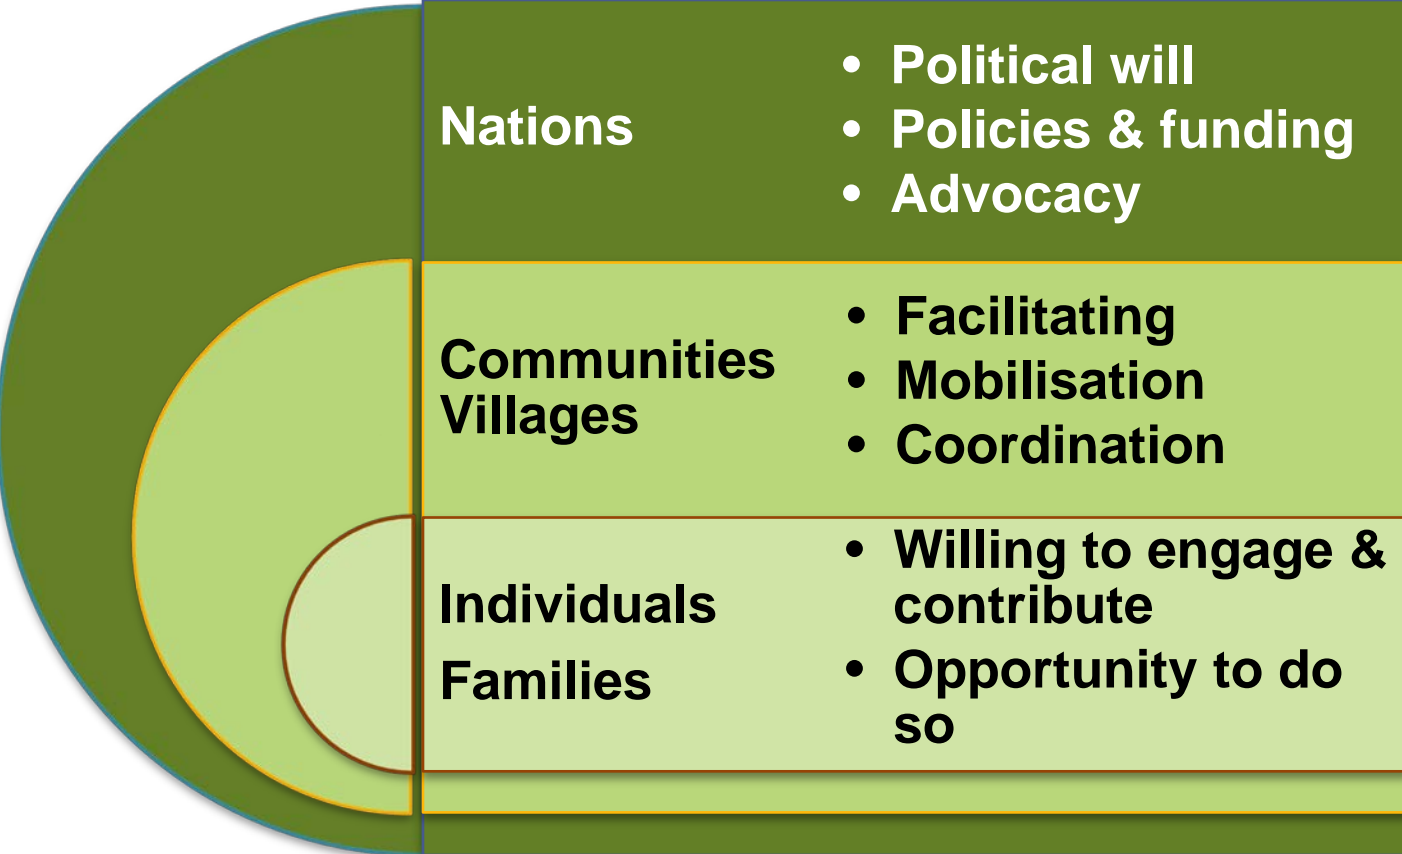 Nations
• Political will
• Policies & funding
• Advocacy
Communities
Villages
• Facilitating
• Mobilisation
• Coordination
Individuals
Families
• Willing to engage &
contribute
• Opportunity to do
so